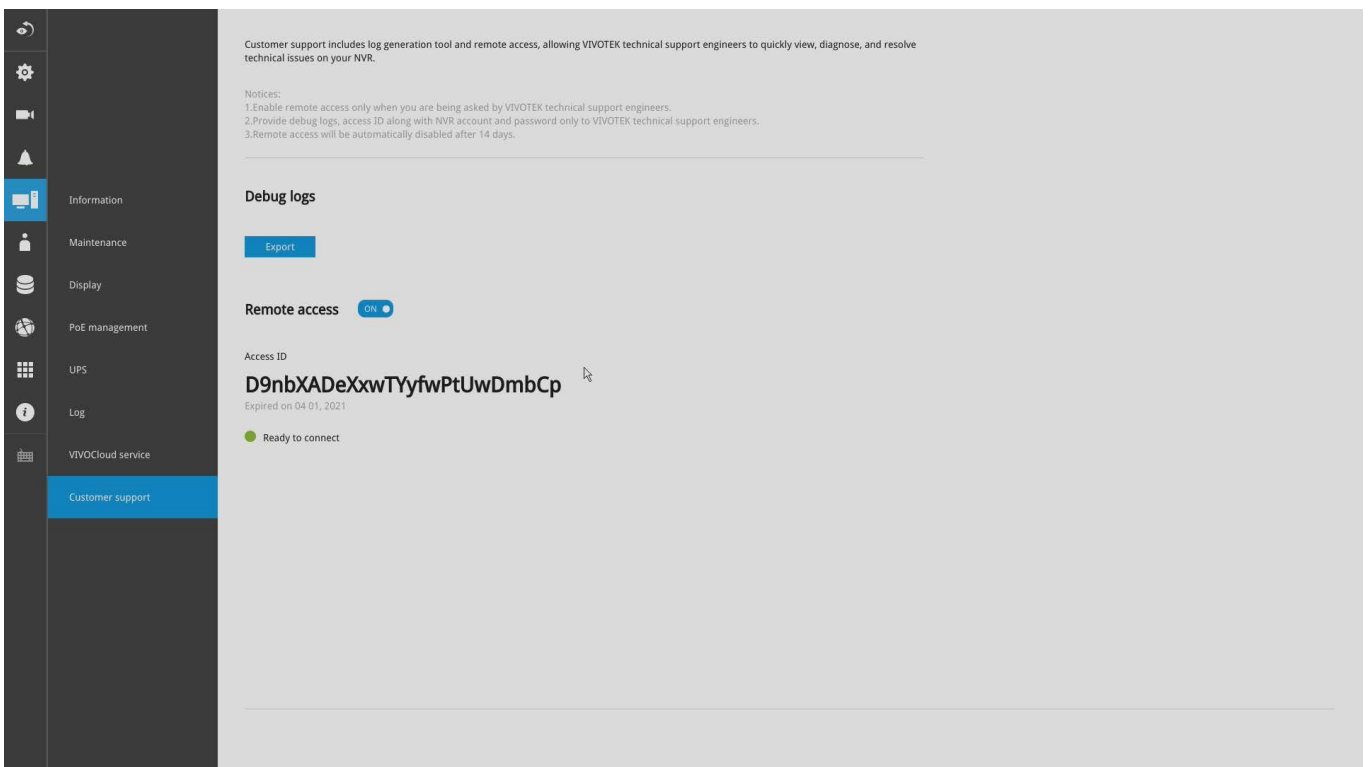 Customer support includes log generation tool and remote access, allowing VIVOTEK technical support engineers to quickly view, diagnose, and resolve
technical issues on your NVR.
Notices:
1.Enable remote access only when you are being asked by VIVOTEK technical support engineers.
2.Provide debug logs, access ID along with NVR account and password only to VIVOTEK technical support engineers.
3.Remote access will be automatically disabled after 14 days.
Information
Maintenance
Display
PoE management
UPS
Log
VIVOCloud service
Customer support
Debug logs
Export
Remote access ON
Access ID
D9nbXADeXxwTYyfwPtUwDmbCp
Expired on 04 01, 2021
Ready to connect